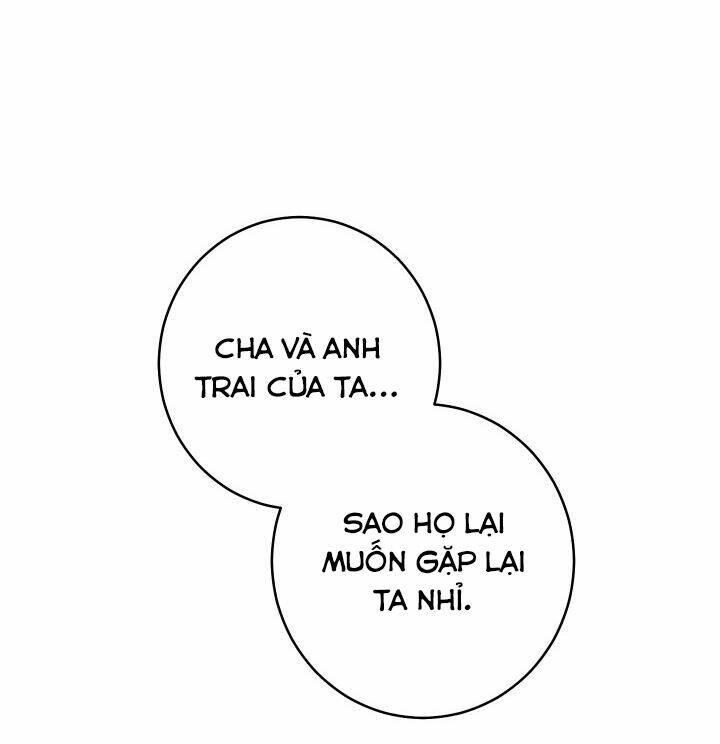 CHA VÀ ANH
TRAI CỦA TA...
SAO HỌ LẠI
MUỐN GẶP LẠI
TA NHỈ.